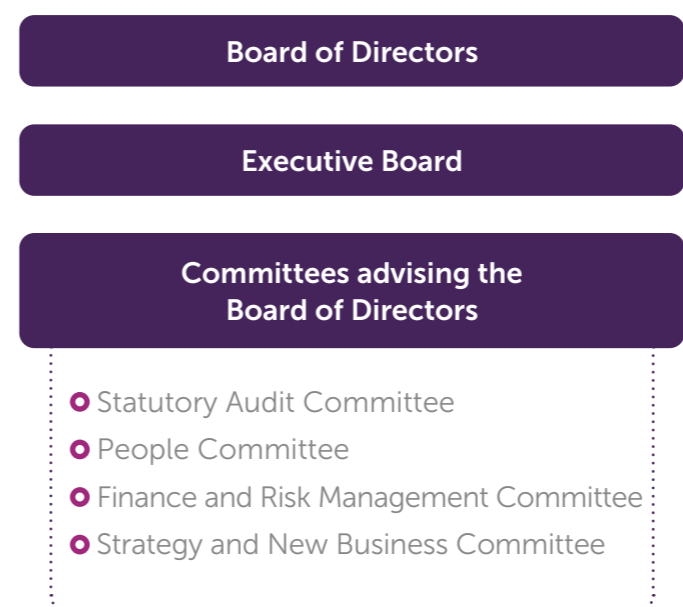 Board of Directors
Executive Board
Committees advising the
Board of Directors
Statutory Audit Committee
People Committee
Finance and Risk Management Committee
Strategy and New Business Committee